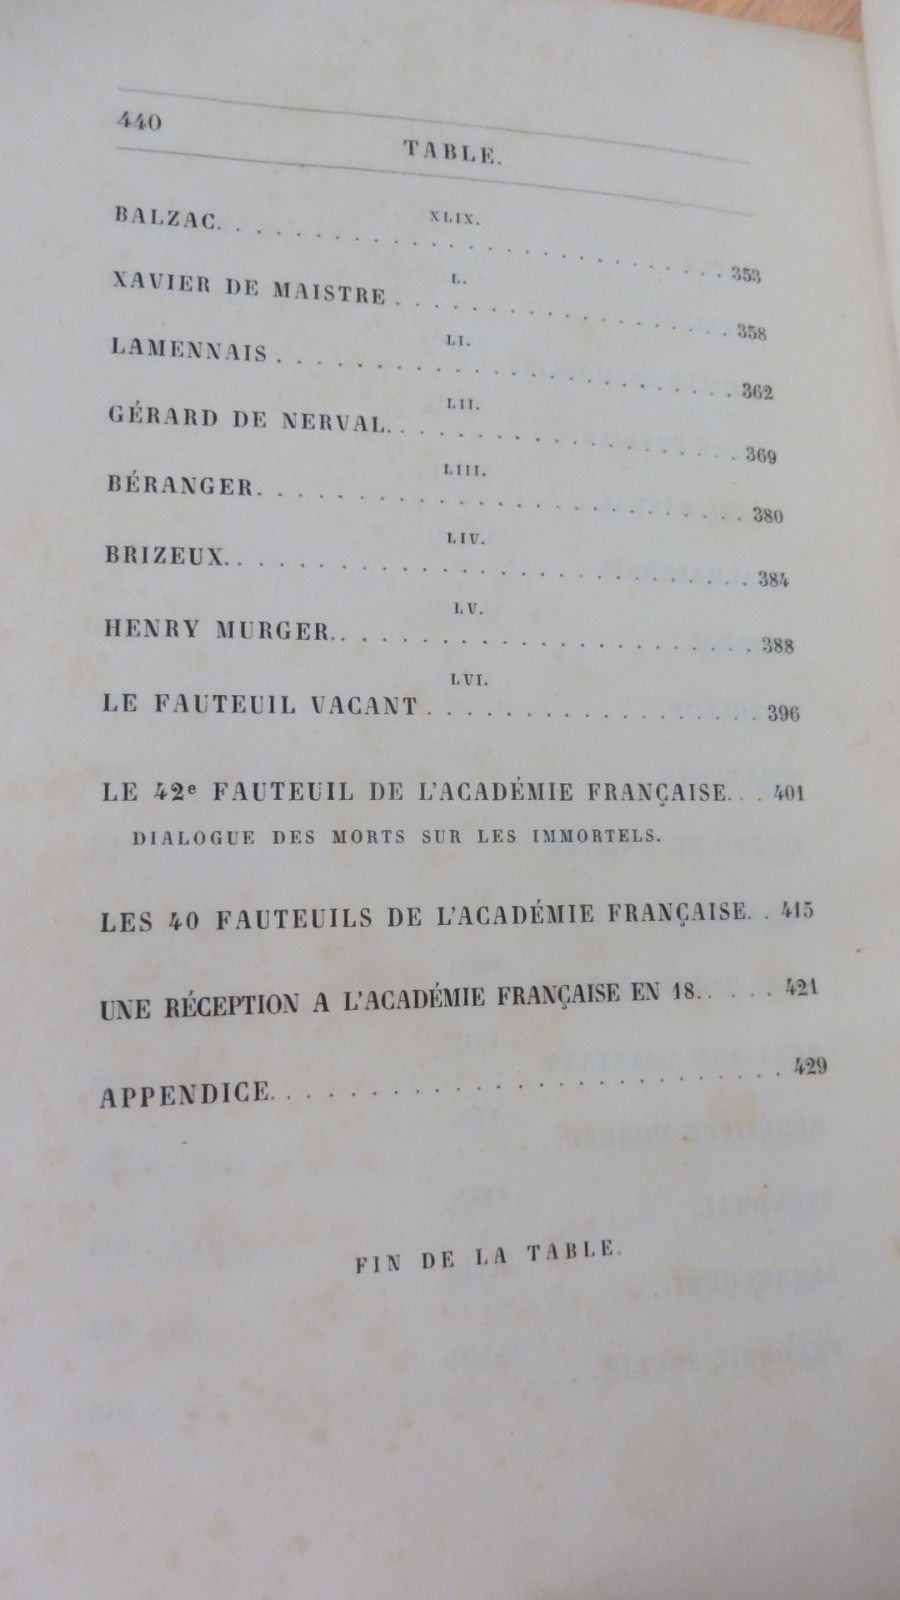 440
TABLE.
XLIX.
BALZAC. . . . . . . . . . . . . . . . . . . . . . . . . 353
L.
XAVIER DE MAISTRE . . . . . . . . . . . . . . . . . 358
LI.
LAMENNAIS . . . . . . . . . . . . . . . . . . . . . . . 362
LII.
GÉRARD DE NERVAL. . . . . . . . . . . . . . . . . . 369
LIII.
BÉRANGER. . . . . . . . . . . . . . . . . . . . . . . . 380
LIV.
BRIZEUX. . . . . . . . . . . . . . . . . . . . . . . . . 384
LV.
HENRY MURGER. . . . . . . . . . . . . . . . . . . . . 388
LVI.
LE FAUTEUIL VACANT . . . . . . . . . . . . . . . . . 396
LE 42e FAUTEUIL DE L'ACADÉMIE FRANÇAISE. . . 401
DIALOGUE DES MORTS SUR LES IMMORTELS.
LES 40 FAUTEUILS DE L'ACADÉMIE FRANÇAISE. . 415
UNE RÉCEPTION A L'ACADÉMIE FRANÇAISE EN 18. . . . . 421
APPENDICE. . . . . . . . . . . . . . . . . . . . . . . . . 429
FIN DE LA TABLE.